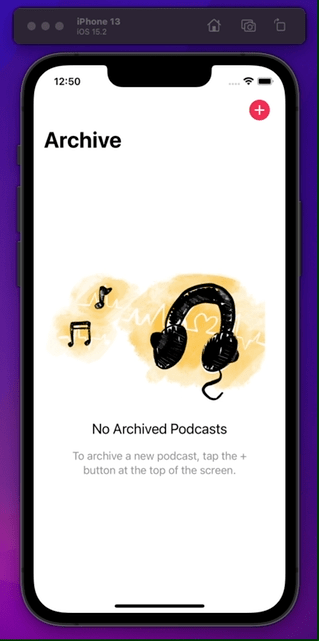 iPhone 13
iOS 15.2
12:50
Archive
No Archived Podcasts
To archive a new podcast, tap the +
button at the top of the screen.